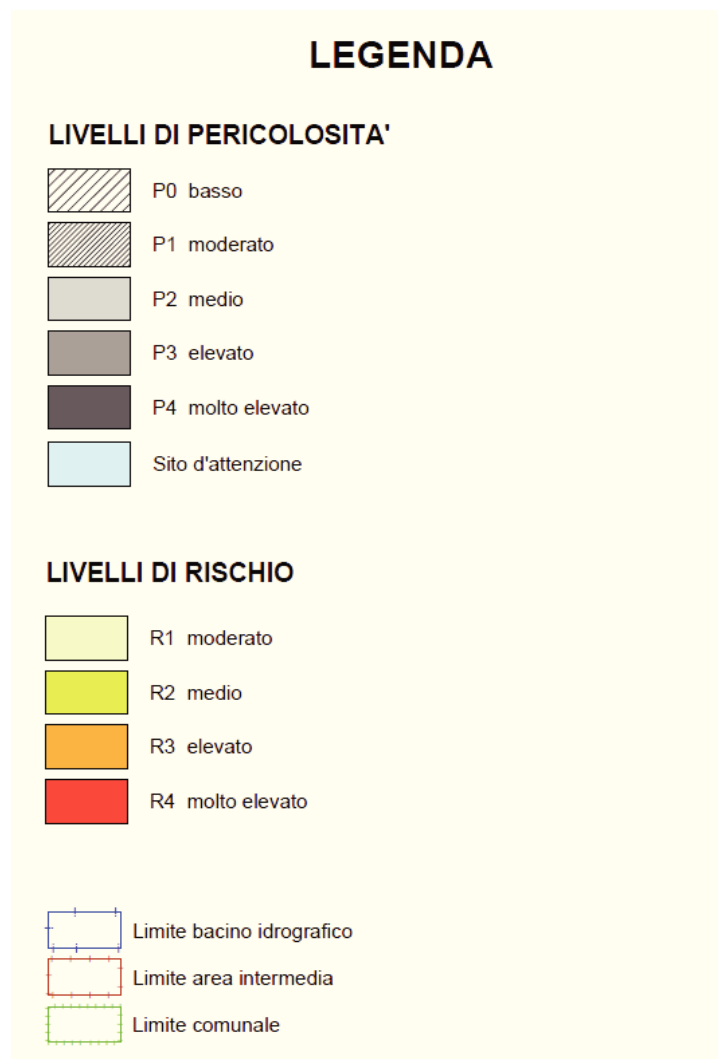 LEGENDA
LIVELLI DI PERICOLOSITA'
P0 basso
P1 moderato
P2 medio
P3 elevato
P4 molto elevato
Sito d'attenzione
LIVELLI DI RISCHIO
R1 moderato
R2 medio
R3 elevato
R4 molto elevato
Limite bacino idrografico
Limite area intermedia
Limite comunale